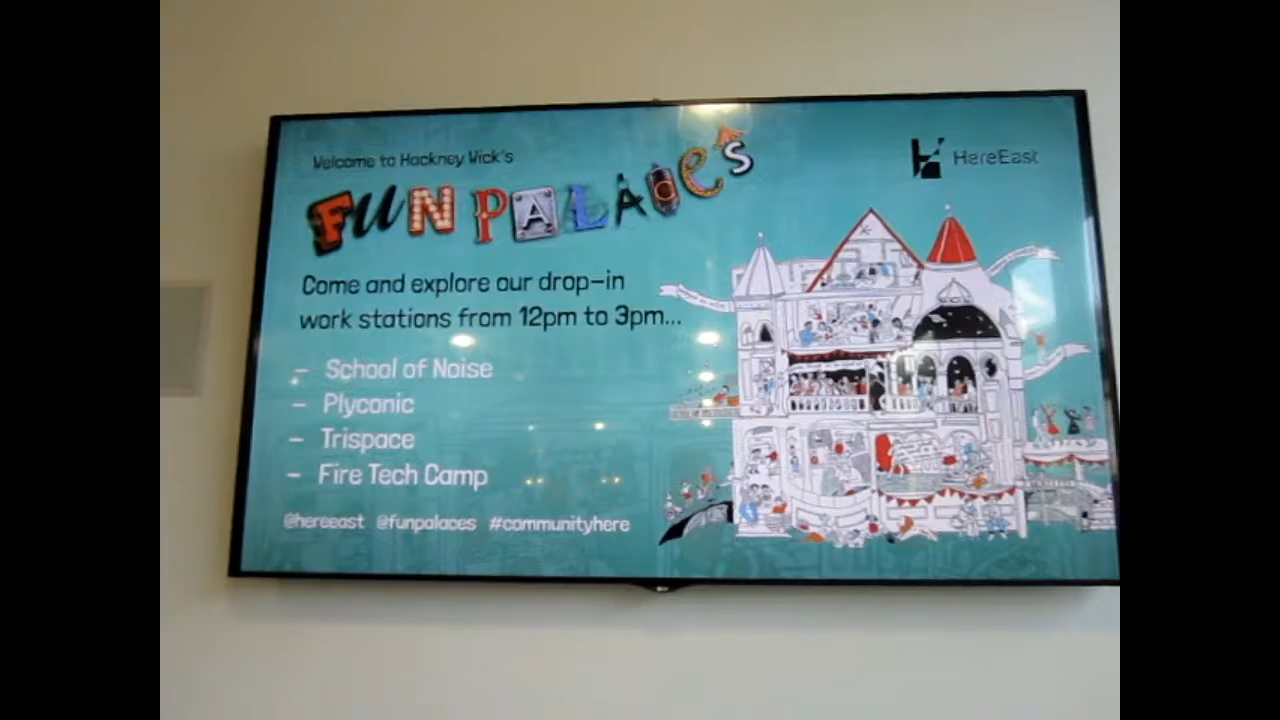 Welcome to Hackney Wick's
HereEast
FUN PALACe's
Come and explore our drop-in
work stations from 12pm to 3pm...
- School of Noise
- Plyconic
- Trispace
- Fire Tech Camp
@hereeast @funpalaces #communityhere